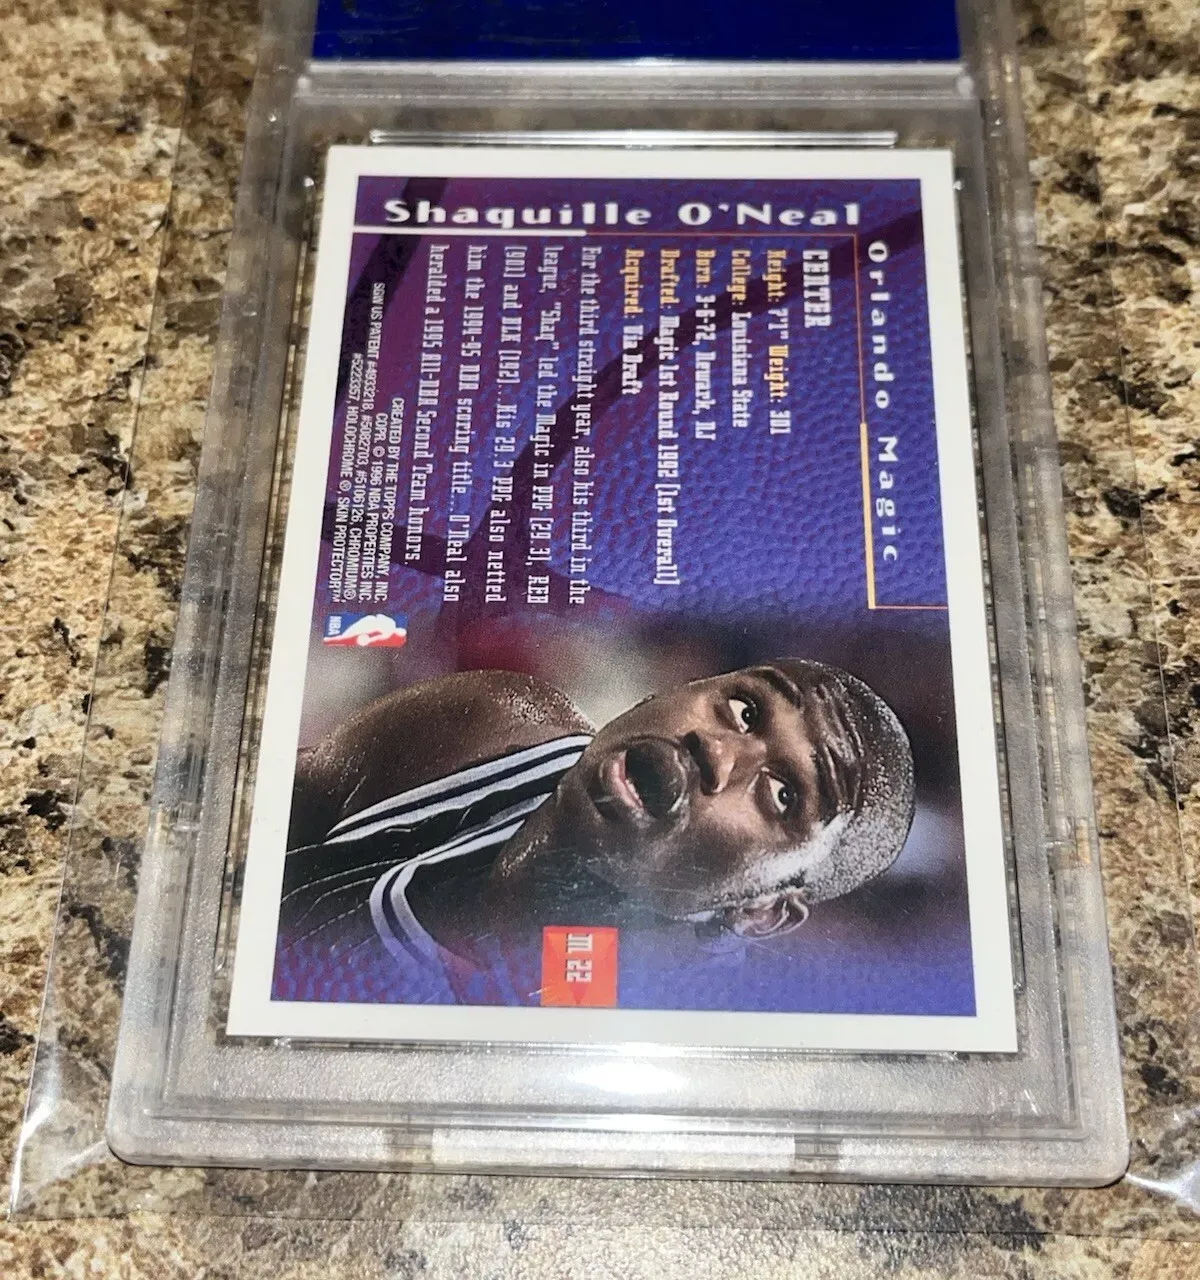 Shaquille O'Neal
Orlando Magic
CENTER
Height: 7'1" Weight: 301
College: Louisiana State
Born: 3-6-72, Newark, NJ
Drafted: Magic 1st Round 1992 (1st Overall)
Acquired: Via Draft
For the third straight year, also his third in the
league, "Shaq" led the Magic in PPG (29.3), REB
(901) and BLK (192)... His 29.3 PPG also netted
him the 1994-95 NBA scoring title... O'Neal also
heralded a 1995 All-NBA Second Team honors.
CREATED BY THE TOPPS COMPANY, INC.
COPR. © 1996 NBA PROPERTIES INC.
SGW US PATENT #4933218, #5082703, #5106126, CHROMIUM®,
#5223357, HOLOCHROME ®, SKIN PROTECTOR™
NBA
M 22